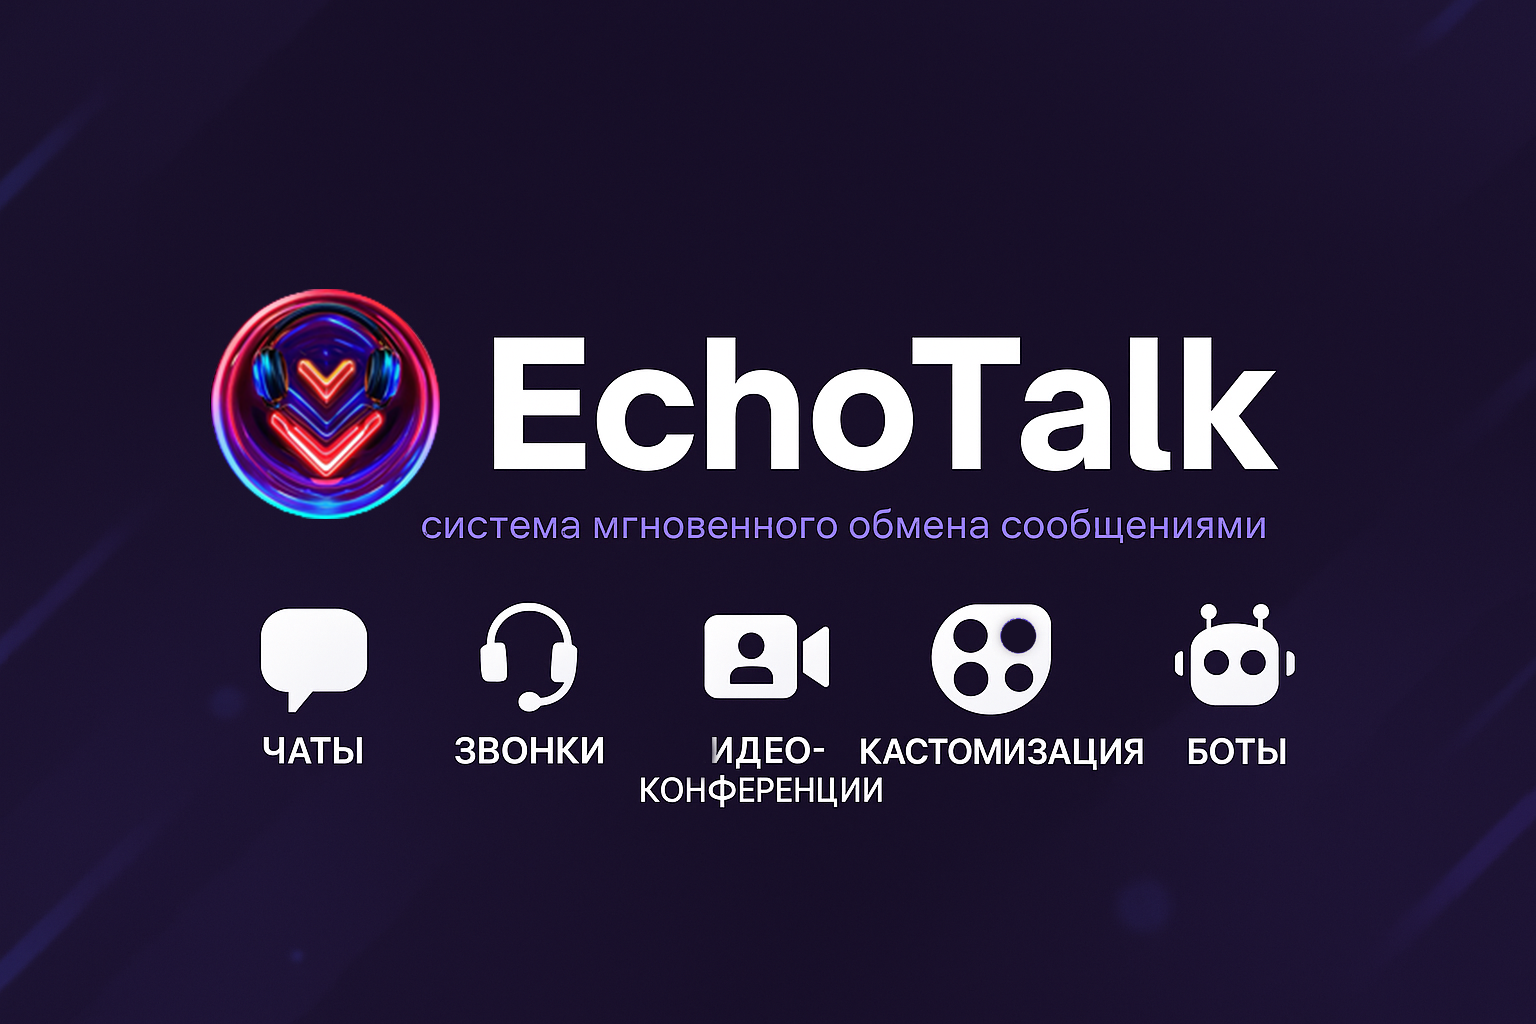 EchoTalk
система мгновенного обмена сообщениями
ЧАТЫ
ЗВОНКИ
ИДЕО-
КОНФЕРЕНЦИИ
КАСТОМИЗАЦИЯ
БОТЫ